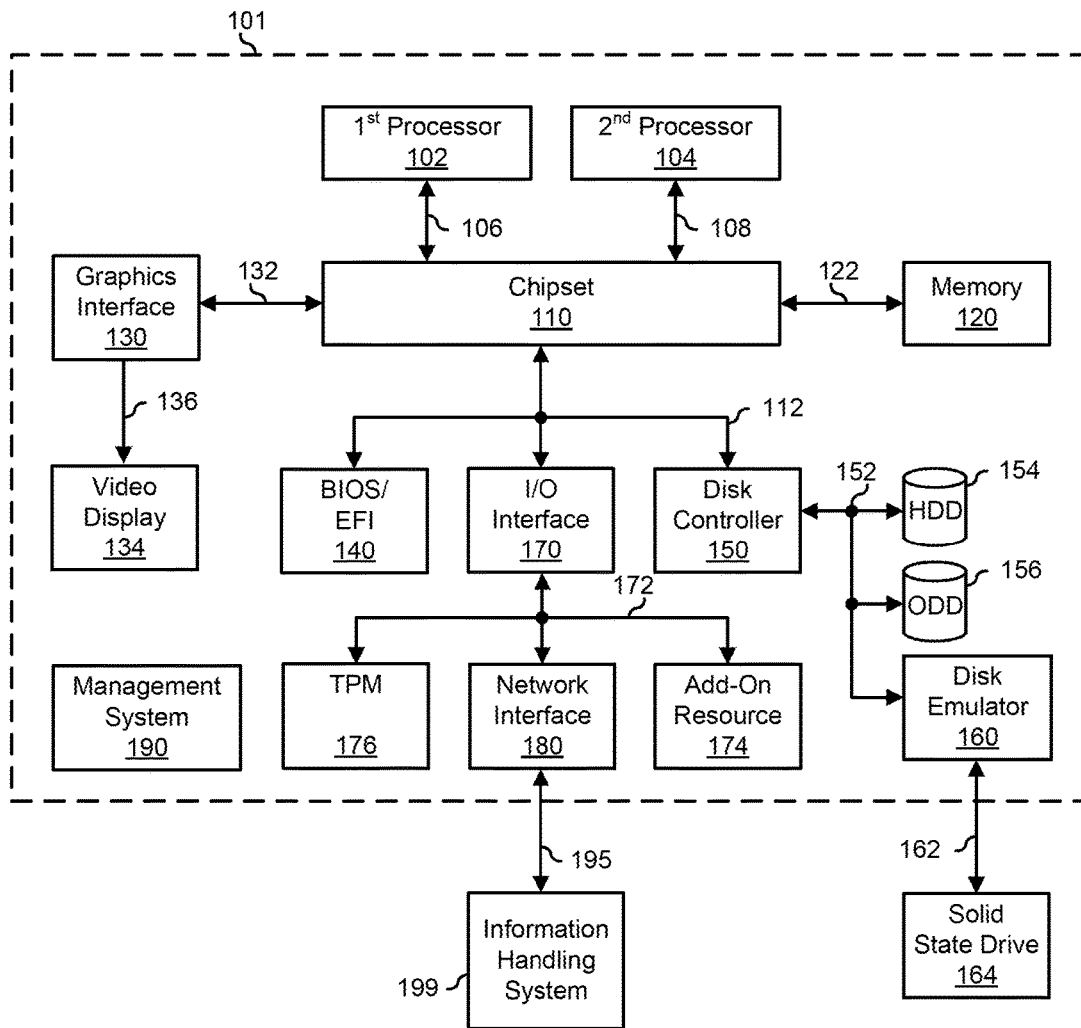 101
1st Processor
102
2nd Processor
104
106
108
Graphics
Interface
130
132
Chipset
110
122
Memory
120
136
112
Video
Display
134
BIOS/
EFI
140
I/O
Interface
170
Disk
Controller
150
152
HDD
154
ODD
156
172
Management
System
190
TPM
176
Network
Interface
180
Add-On
Resource
174
Disk
Emulator
160
195
162
Information
Handling
System
199
Solid
State Drive
164